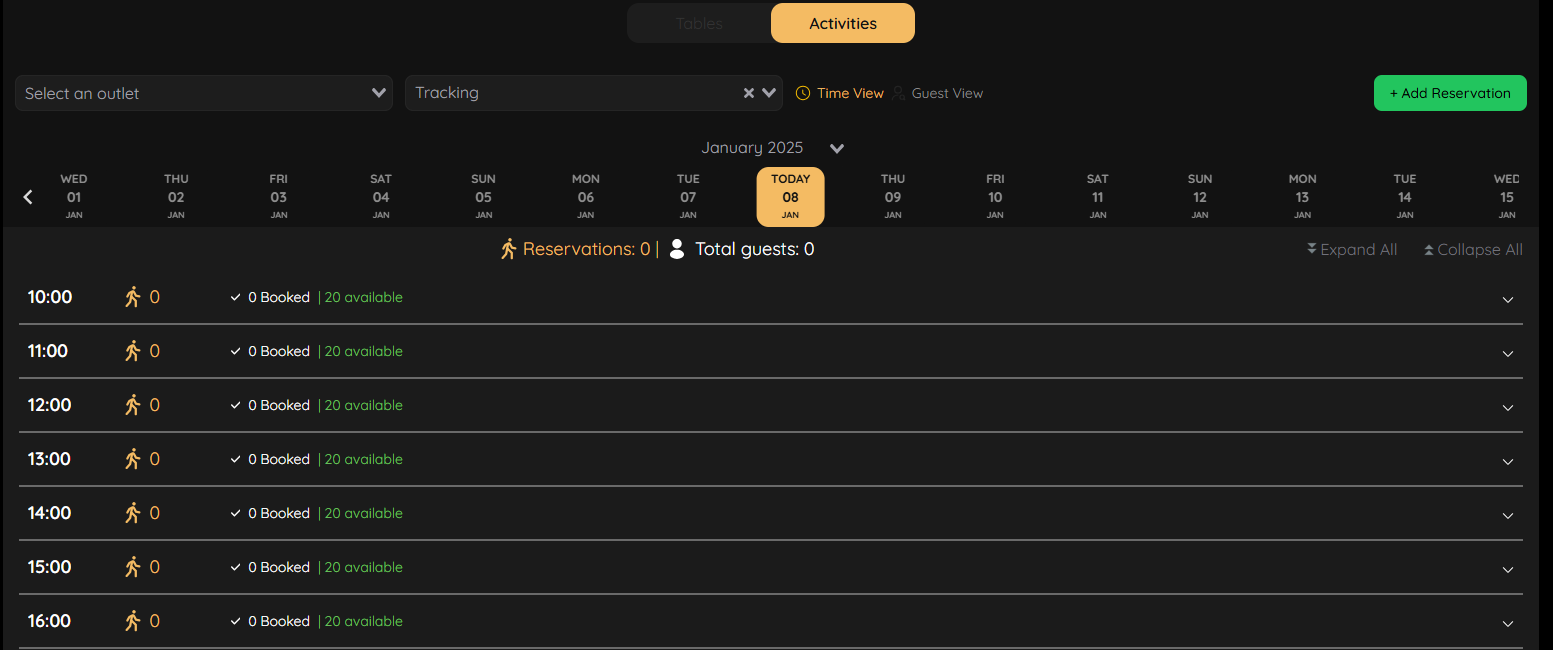 Tables Activities
Select an outlet Tracking Time View Guest View + Add Reservation
January 2025
WED THU FRI SAT SUN MON TUE TODAY THU FRI SAT SUN MON TUE WED
01 02 03 04 05 06 07 08 09 10 11 12 13 14 15
JAN JAN JAN JAN JAN JAN JAN JAN JAN JAN JAN JAN JAN JAN JAN
Reservations: 0 | Total guests: 0 Expand All Collapse All
10:00 0 0 Booked | 20 available
11:00 0 0 Booked | 20 available
12:00 0 0 Booked | 20 available
13:00 0 0 Booked | 20 available
14:00 0 0 Booked | 20 available
15:00 0 0 Booked | 20 available
16:00 0 0 Booked | 20 available